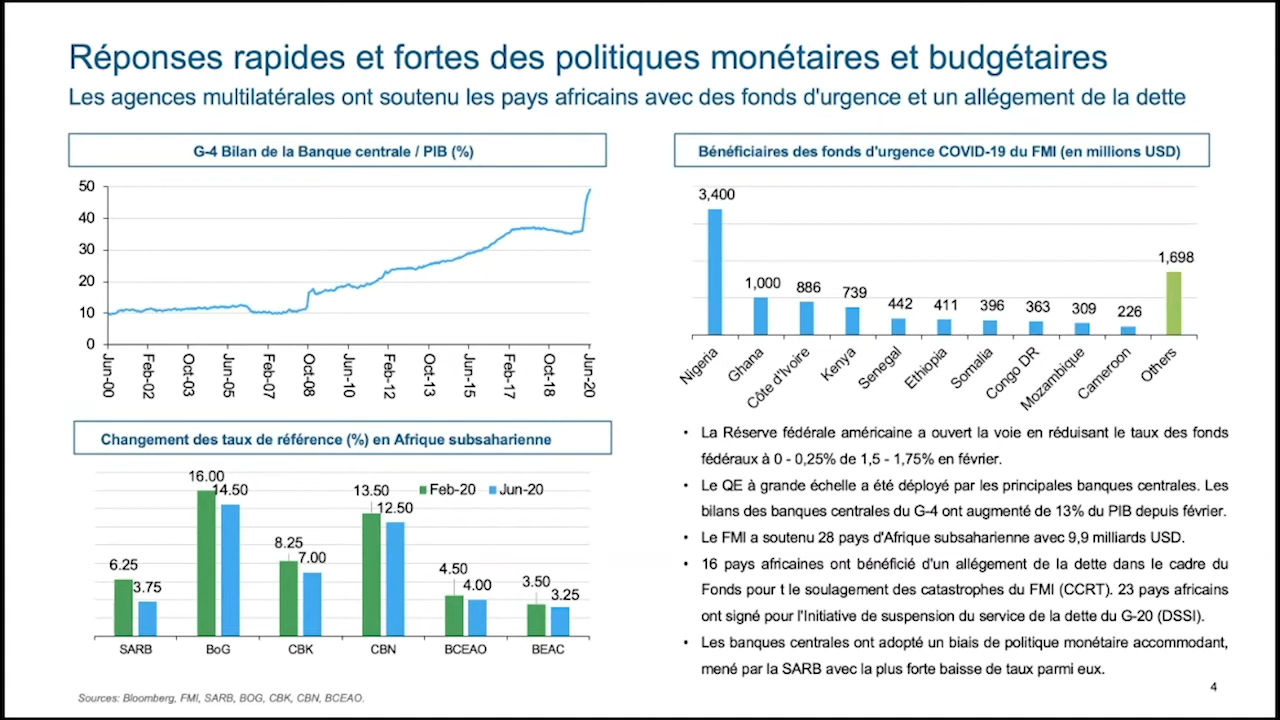 Réponses rapides et fortes des politiques monétaires et budgétaires
Les agences multilatérales ont soutenu les pays africains avec des fonds d'urgence et un allégement de la dette
G-4 Bilan de la Banque centrale / PIB (%)
50
40
30
20
10
0
Jun-00
Feb-02
Oct-03
Jun-05
Feb-07
Oct-08
Jun-10
Feb-12
Oct-13
Jun-15
Feb-17
Oct-18
Jun-20
Changement des taux de référence (%) en Afrique subsaharienne
Feb-20
Jun-20
6.25
3.75
16.00
14.50
8.25
7.00
13.50
12.50
4.50
4.00
3.50
3.25
SARB
BoG
CBK
CBN
BCEAO
BEAC
Sources: Bloomberg, FMI, SARB, BOG, CBK, CBN, BCEAO.
Bénéficiaires des fonds d'urgence COVID-19 du FMI (en millions USD)
3,400
1,000
886
739
442
411
396
363
309
226
1,698
Nigeria
Ghana
Côte d'Ivoire
Kenya
Senegal
Ethiopia
Somalia
Congo DR
Mozambique
Cameroon
Others
• La Réserve fédérale américaine a ouvert la voie en réduisant le taux des fonds
fédéraux à 0 - 0,25% de 1,5 - 1,75% en février.
• Le QE à grande échelle a été déployé par les principales banques centrales. Les
bilans des banques centrales du G-4 ont augmenté de 13% du PIB depuis février.
• Le FMI a soutenu 28 pays d'Afrique subsaharienne avec 9,9 milliards USD.
• 16 pays africaines ont bénéficié d'un allégement de la dette dans le cadre du
Fonds pour t le soulagement des catastrophes du FMI (CCRT). 23 pays africains
ont signé pour l'Initiative de suspension du service de la dette du G-20 (DSSI).
• Les banques centrales ont adopté un biais de politique monétaire accommodant,
mené par la SARB avec la plus forte baisse de taux parmi eux.
4